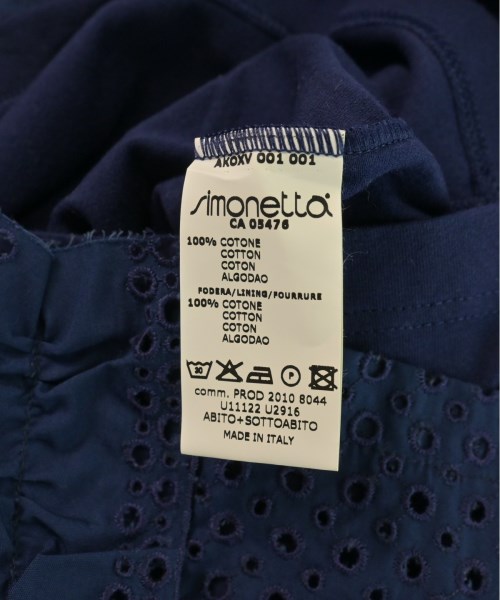 AK0XV 001 001
simonetta
CA 05476
100% COTONE
COTTON
COTON
ALGODAO
FODERA/LINING/FOURRURE
100% COTONE
COTTON
COTON
ALGODAO
30 P
comm. PROD 2010 8044
U11122 U2916
ABITO+SOTTOABITO
MADE IN ITALY